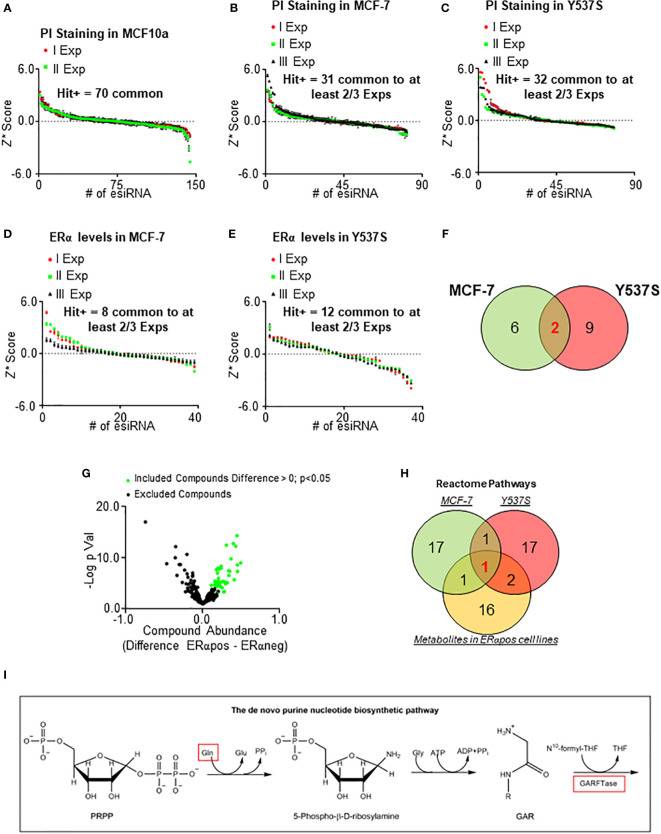 A
PI Staining in MCF10a
I Exp
II Exp
Hit+ = 70 common
Z* Score
6.0
0.0
-6.0
0
75
150
# of esiRNA
B
PI Staining in MCF-7
I Exp
II Exp
III Exp
Hit+ = 31 common to at
least 2/3 Exps
Z* Score
6.0
0.0
-6.0
0
45
90
# of esiRNA
C
PI Staining in Y537S
I Exp
II Exp
III Exp
Hit+ = 32 common to at
least 2/3 Exps
Z* Score
6.0
0.0
-6.0
0
45
90
# of esiRNA
D
ERα levels in MCF-7
I Exp
II Exp
III Exp
Hit+ = 8 common to at
least 2/3 Exps
Z* Score
6.0
0.0
-6.0
0
20
40
# of esiRNA
E
ERα levels in Y537S
I Exp
II Exp
III Exp
Hit+ = 12 common to at
least 2/3 Exps
Z* Score
6.0
0.0
-6.0
0
20
40
# of esiRNA
F
MCF-7
Y537S
6
2
9
G
Included Compounds Difference > 0; p<0.05
Excluded Compounds
-Log p Val
20.0
10.0
0.0
-1.0
0.0
1.0
Compound Abundance
(Difference ERαpos - ERαneg)
H
Reactome Pathways
MCF-7
Y537S
17
1
17
1
1
2
16
Metabolites in ERαpos cell lines
I
The de novo purine nucleotide biosynthetic pathway
PRPP
Gln
Glu
PPi
5-Phospho-β-D-ribosylamine
Gly
ATP
ADP+PPi
GAR
N10-formyl-THF
THF
GARFTase